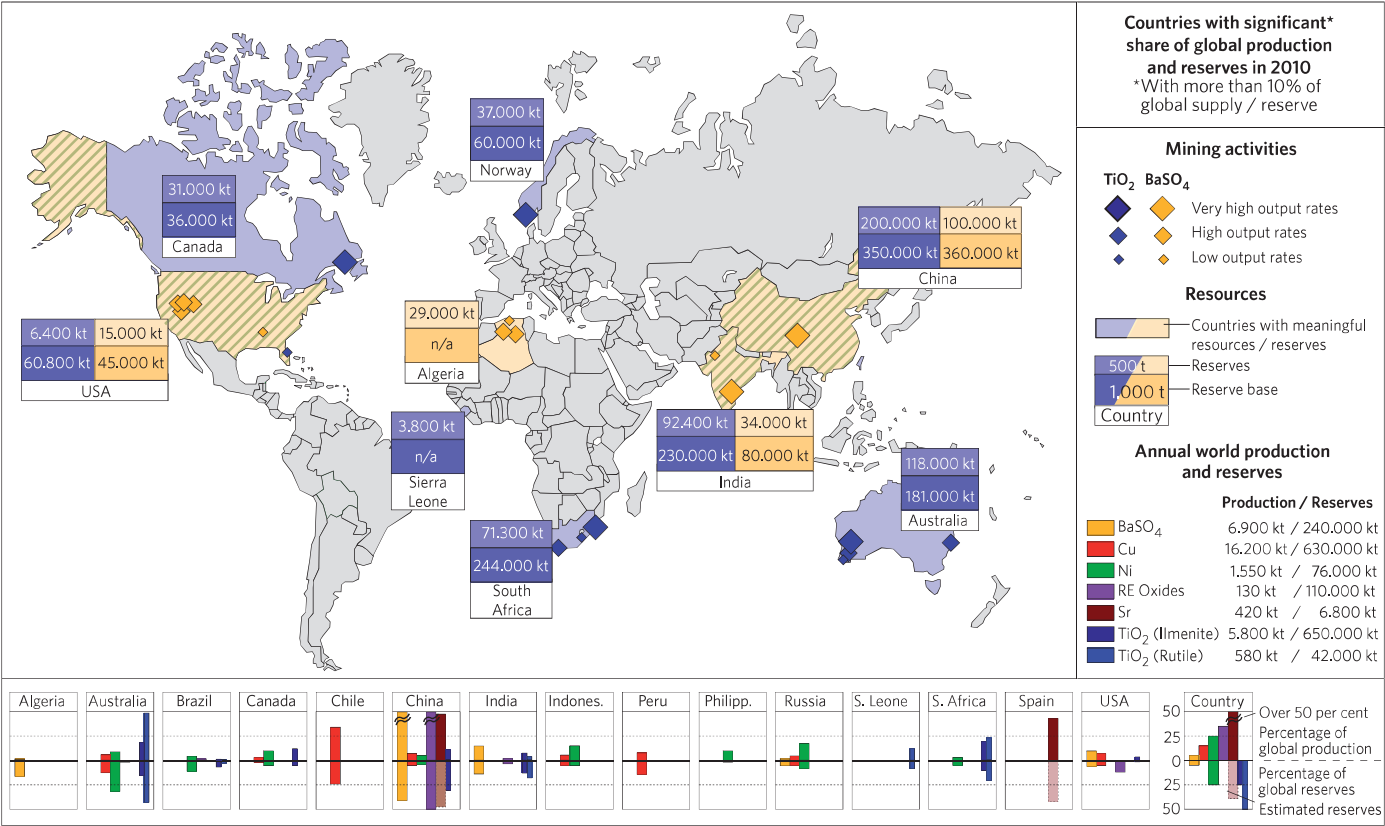 Countries with significant*
share of global production
and reserves in 2010
*With more than 10% of
global supply / reserve
Mining activities
TiO2 BaSO4
Very high output rates
High output rates
Low output rates
Resources
Countries with meaningful
resources / reserves
500 t
Reserves
1,000 t
Reserve base
Country
Annual world production
and reserves
Production / Reserves
BaSO4 6.900 kt / 240.000 kt
Cu 16.200 kt / 630.000 kt
Ni 1.550 kt / 76.000 kt
RE Oxides 130 kt / 110.000 kt
Sr 420 kt / 6.800 kt
TiO2 (Ilmenite) 5.800 kt / 650.000 kt
TiO2 (Rutile) 580 kt / 42.000 kt
37.000 kt
60.000 kt
Norway
31.000 kt
36.000 kt
Canada
200.000 kt 100.000 kt
350.000 kt 360.000 kt
China
6.400 kt 15.000 kt
60.800 kt 45.000 kt
USA
29.000 kt
n/a
Algeria
3.800 kt
n/a
Sierra
Leone
92.400 kt 34.000 kt
230.000 kt 80.000 kt
India
118.000 kt
181.000 kt
Australia
71.300 kt
244.000 kt
South
Africa
Algeria Australia Brazil Canada Chile China India Indones. Peru Philipp. Russia S. Leone S. Africa Spain USA Country
50
25
0
25
50
Over 50 per cent
Percentage of
global production
Percentage of
global reserves
Estimated reserves